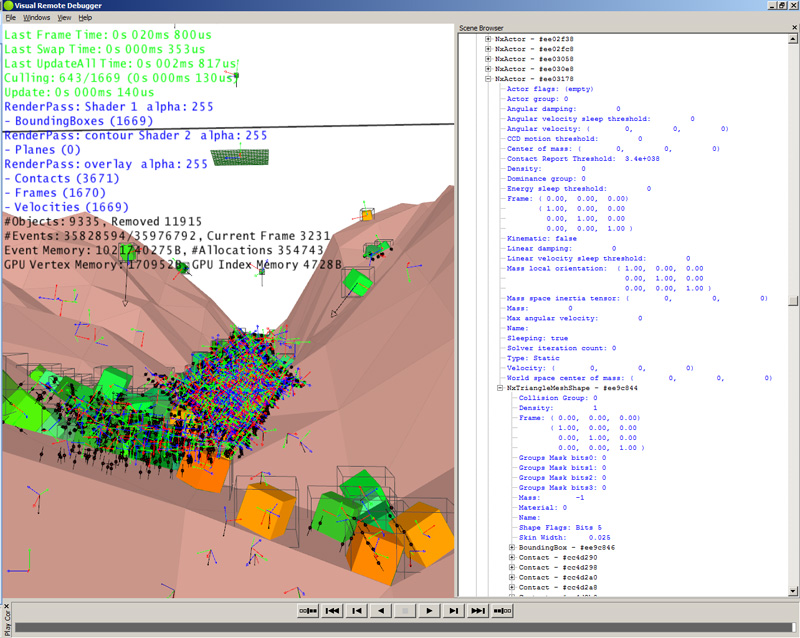 Visual Remote Debugger
File Windows View Help
Last Frame Time: 0s 020ms 800us
Last Swap Time: 0s 000ms 353us
Last UpdateAll Time: 0s 002ms 817us
Culling: 643/1669 (0s 000ms 130us)
Update: 0s 000ms 140us
RenderPass: Shader 1 alpha: 255
- BoundingBoxes (1669)
RenderPass: contour Shader 2 alpha: 255
- Planes (0)
RenderPass: overlay alpha: 255
- Contacts (3671)
- Frames (1670)
- Velocities (1669)
#Objects: 9335, Removed 11915
#Events: 35828594/35976792, Current Frame 3231
Event Memory: 1021740275B, #Allocations 354743
GPU Vertex Memory: 170952B, GPU Index Memory 4728B
Scene Browser
NxActor - #ee02f38
NxActor - #ee02fc8
NxActor - #ee03058
NxActor - #ee030e8
NxActor - #ee03178
Actor flags: (empty)
Actor group: 0
Angular damping: 0
Angular velocity sleep threshold: 0
Angular velocity: ( 0, 0, 0)
CCD motion threshold: 0
Center of mass: ( 0, 0, 0)
Contact Report Threshold: 3.4e+038
Density: 0
Dominance group: 0
Energy sleep threshold: 0
Frame: ( 0.00, 0.00, 0.00)
( 1.00, 0.00, 0.00
0.00, 1.00, 0.00
0.00, 0.00, 1.00 )
Kinematic: false
Linear damping: 0
Linear velocity sleep threshold: 0
Mass local orientation: ( 1.00, 0.00, 0.00
0.00, 1.00, 0.00
0.00, 0.00, 1.00 )
Mass space inertia tensor: ( 0, 0, 0)
Mass: 0
Max angular velocity: 0
Name:
Sleeping: true
Solver iteration count: 0
Type: Static
Velocity: ( 0, 0, 0)
World space center of mass: ( 0, 0, 0)
NxTriangleMeshShape - #ee9c844
Collision Group: 0
Density: 1
Frame: ( 0.00, 0.00, 0.00)
( 1.00, 0.00, 0.00
0.00, 1.00, 0.00
0.00, 0.00, 1.00 )
Groups Mask bits0: 0
Groups Mask bits1: 0
Groups Mask bits2: 0
Groups Mask bits3: 0
Mass: -1
Material: 0
Name:
Shape Flags: Bits 5
Skin Width: 0.025
BoundingBox - #ee9c846
Contact - #cc4d290
Contact - #cc4d298
Contact - #cc4d2a0
Contact - #cc4d2a8
Play Cor